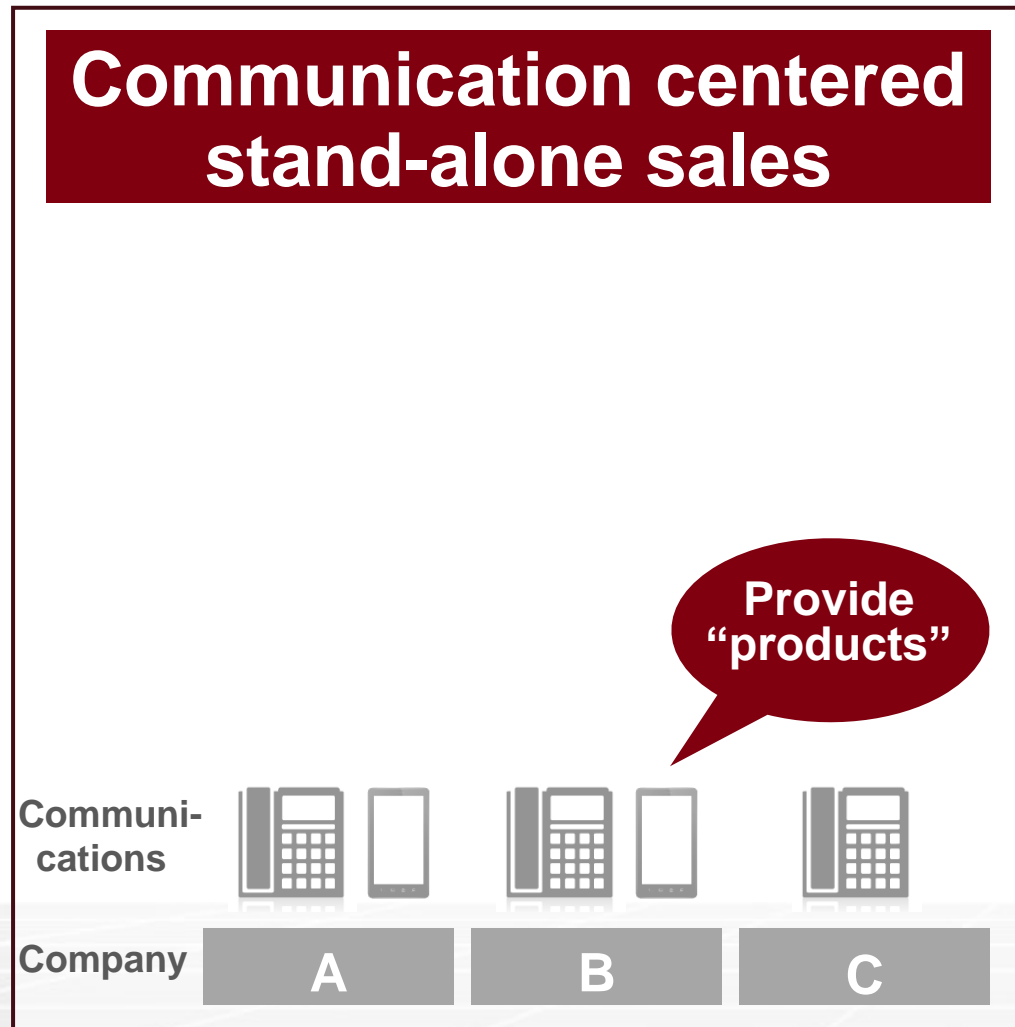 Communication centered
stand-alone sales
Provide
“products”
Communi-
cations
Company
A
B
C